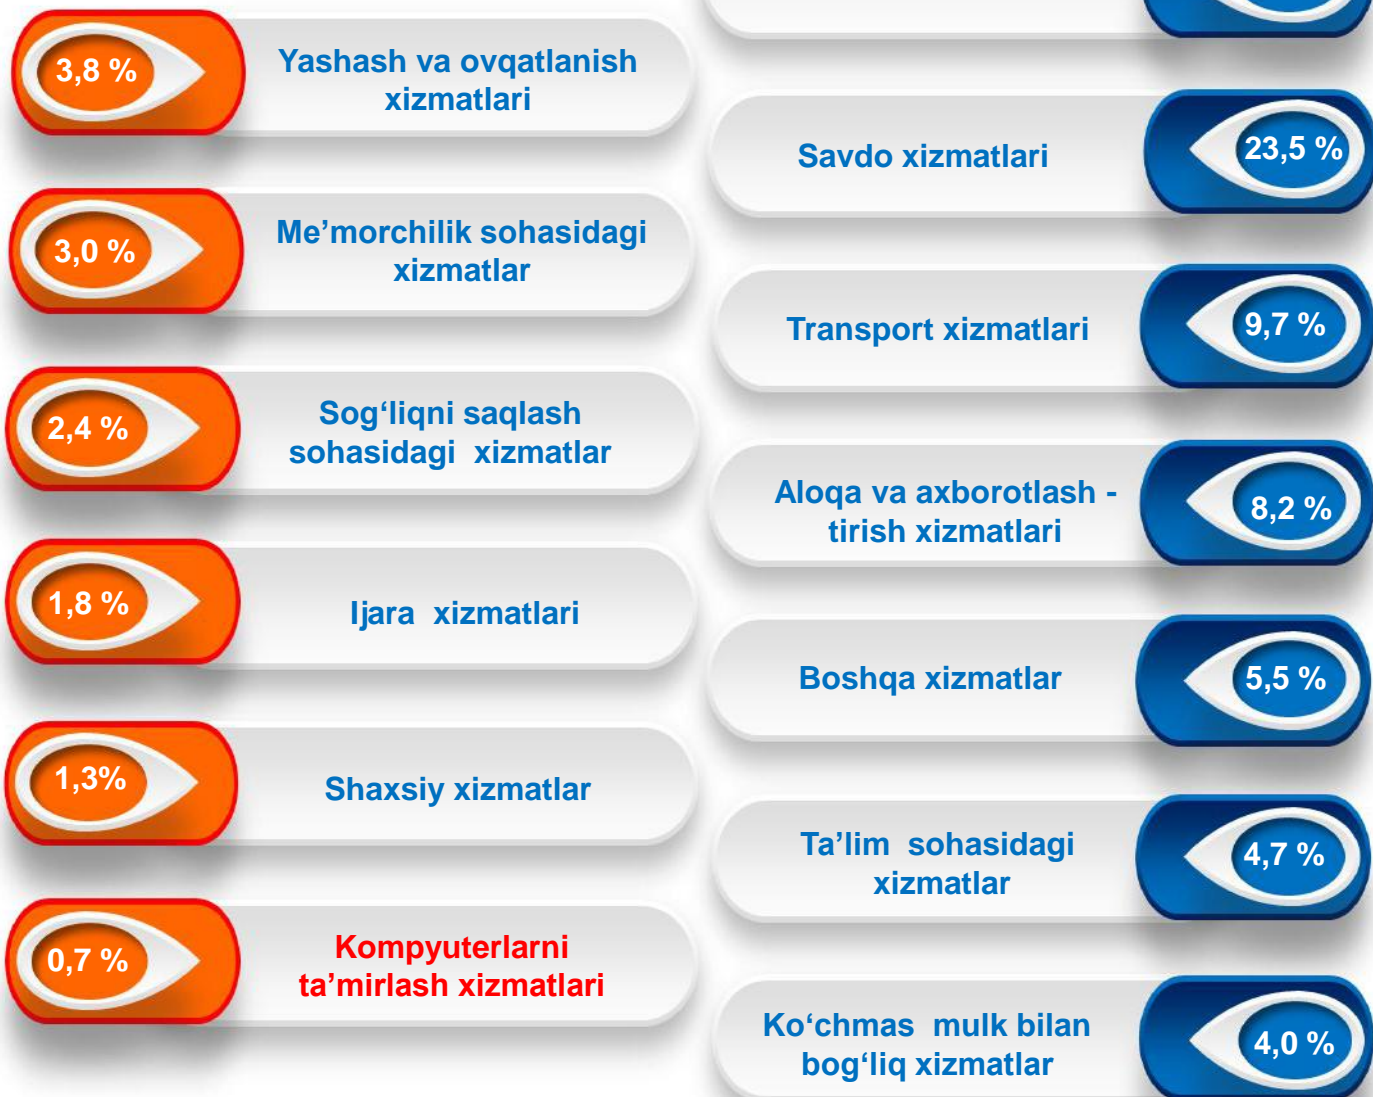 3,8 %
Yashash va ovqatlanish
xizmatlari
3,0 %
Me’morchilik sohasidagi
xizmatlar
2,4 %
Sog‘liqni saqlash
sohasidagi xizmatlar
1,8 %
Ijara xizmatlari
1,3%
Shaxsiy xizmatlar
0,7 %
Kompyuterlarni
ta’mirlash xizmatlari
Savdo xizmatlari
23,5 %
Transport xizmatlari
9,7 %
Aloqa va axborotlash -
tirish xizmatlari
8,2 %
Boshqa xizmatlar
5,5 %
Ta’lim sohasidagi
xizmatlar
4,7 %
Ko‘chmas mulk bilan
bog‘liq xizmatlar
4,0 %